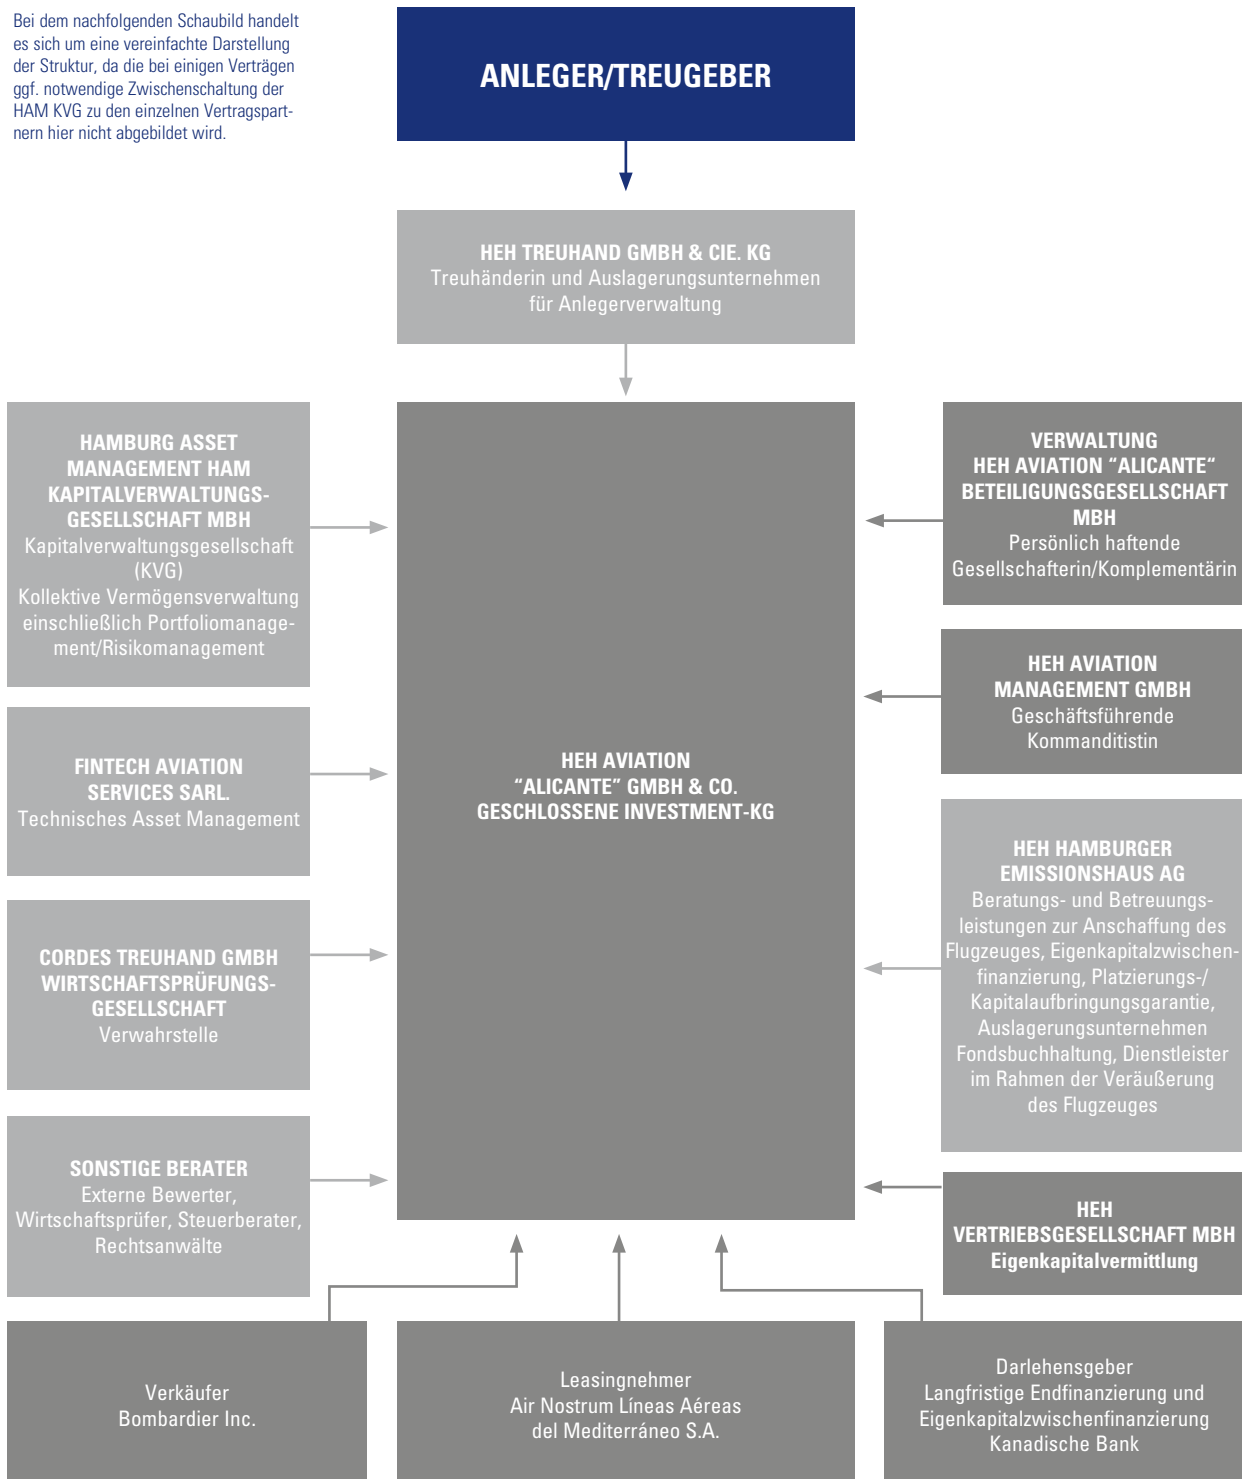 Bei dem nachfolgenden Schaubild handelt
es sich um eine vereinfachte Darstellung
der Struktur, da die bei einigen Verträgen
ggf. notwendige Zwischenschaltung der
HAM KVG zu den einzelnen Vertragspart-
nern hier nicht abgebildet wird.
ANLEGER/TREUGEBER
HEH TREUHAND GMBH & CIE. KG
Treuhänderin und Auslagerungsunternehmen
für Anlegerverwaltung
HAMBURG ASSET
MANAGEMENT HAM
KAPITALVERWALTUNGS-
GESELLSCHAFT MBH
Kapitalverwaltungsgesellschaft
(KVG)
Kollektive Vermögensverwaltung
einschließlich Portfoliomanage-
ment/Risikomanagement
FINTECH AVIATION
SERVICES SARL.
Technisches Asset Management
CORDES TREUHAND GMBH
WIRTSCHAFTSPRÜFUNGS-
GESELLSCHAFT
Verwahrstelle
SONSTIGE BERATER
Externe Bewerter,
Wirtschaftsprüfer, Steuerberater,
Rechtsanwälte
HEH AVIATION
“ALICANTE” GMBH & CO.
GESCHLOSSENE INVESTMENT-KG
VERWALTUNG
HEH AVIATION “ALICANTE“
BETEILIGUNGSGESELLSCHAFT
MBH
Persönlich haftende
Gesellschafterin/Komplementärin
HEH AVIATION
MANAGEMENT GMBH
Geschäftsführende
Kommanditistin
HEH HAMBURGER
EMISSIONSHAUS AG
Beratungs- und Betreuungs-
leistungen zur Anschaffung des
Flugzeuges, Eigenkapitalzwischen-
finanzierung, Platzierungs-/
Kapitalaufbringungsgarantie,
Auslagerungsunternehmen
Fondsbuchhaltung, Dienstleister
im Rahmen der Veräußerung
des Flugzeuges
HEH
VERTRIEBSGESELLSCHAFT MBH
Eigenkapitalvermittlung
Verkäufer
Bombardier Inc.
Leasingnehmer
Air Nostrum Líneas Aéreas
del Mediterráneo S.A.
Darlehensgeber
Langfristige Endfinanzierung und
Eigenkapitalzwischenfinanzierung
Kanadische Bank